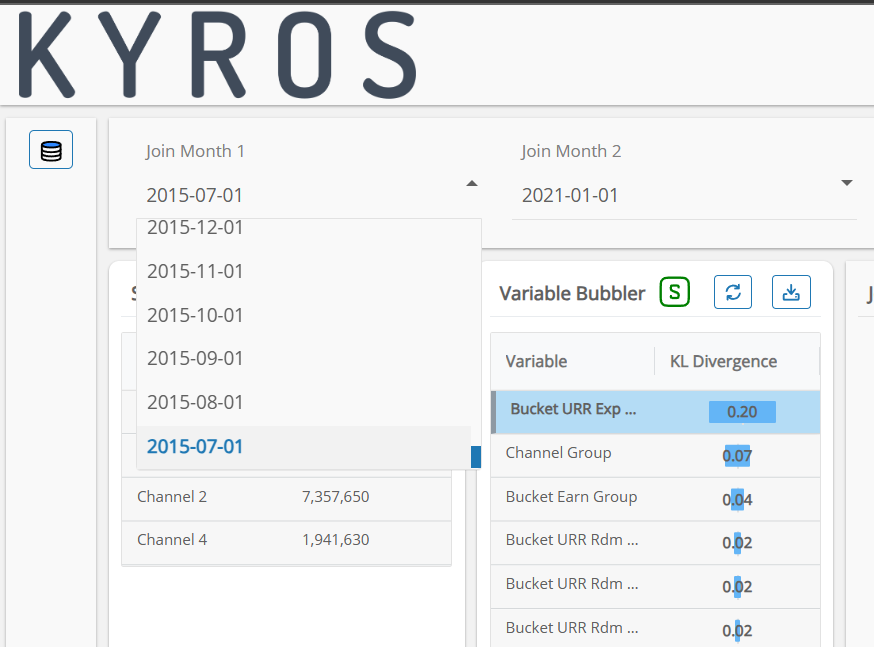 KYROS
Join Month 1
Join Month 2
2015-07-01
2021-01-01
2015-12-01
2015-11-01
2015-10-01
2015-09-01
2015-08-01
2015-07-01
Variable Bubbler S
Variable KL Divergence
Bucket URR Exp ... 0.20
Channel Group 0.07
Bucket Earn Group 0.04
Bucket URR Rdm ... 0.02
Bucket URR Rdm ... 0.02
Bucket URR Rdm ... 0.02
Channel 2 7,357,650
Channel 4 1,941,630